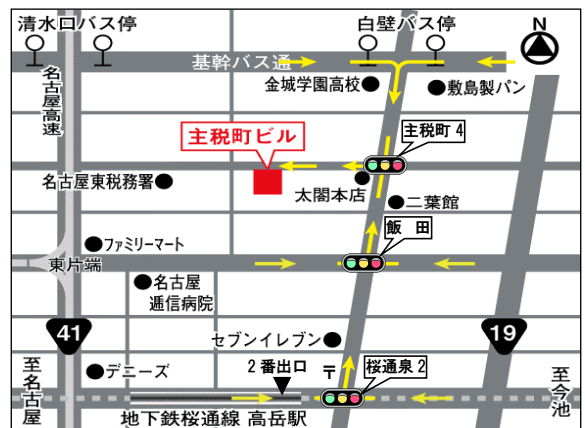 清水口バス停
白壁バス停
N
基幹バス通
名古屋高速
金城学園高校
敷島製パン
主税町ビル
主税町 4
名古屋東税務署
太閤本店
二葉館
飯 田
ファミリーマート
東片端
名古屋
逓信病院
41
19
セブンイレブン
デニーズ
2番出口
〒
桜通泉 2
至名古屋
至今池
地下鉄桜通線 高岳駅